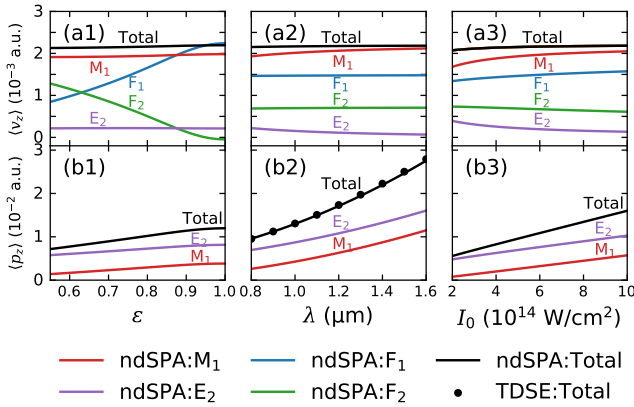 (a1) Total
M₁
F₁
F₂
E₂
(a2) Total
M₁
F₁
F₂
E₂
(a3) Total
M₁
F₁
F₂
E₂
⟨v_z⟩ (10⁻³ a.u.)
0 1 2 3
(b1)
Total
E₂
M₁
(b2)
Total
E₂
M₁
(b3)
Total
E₂
M₁
⟨p_z⟩ (10⁻² a.u.)
0 1 2 3
0.6 0.7 0.8 0.9 1.0
0.8 1.0 1.2 1.4 1.6
2 4 6 8 10
ε
λ (μm)
I₀ (10¹⁴ W/cm²)
ndSPA:M₁ ndSPA:F₁ ndSPA:Total
ndSPA:E₂ ndSPA:F₂ TDSE:Total